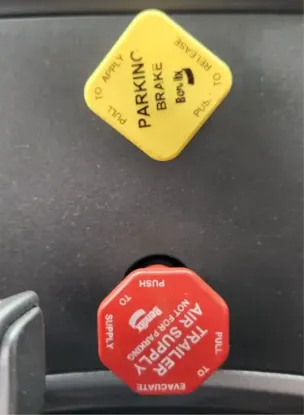 PULL TO APPLY
PARKING
BRAKE
Bendix
PUSH TO RELEASE
PUSH TO SUPPLY
TRAILER
AIR SUPPLY
NOT FOR PARKING
Bendix
PULL TO EVACUATE